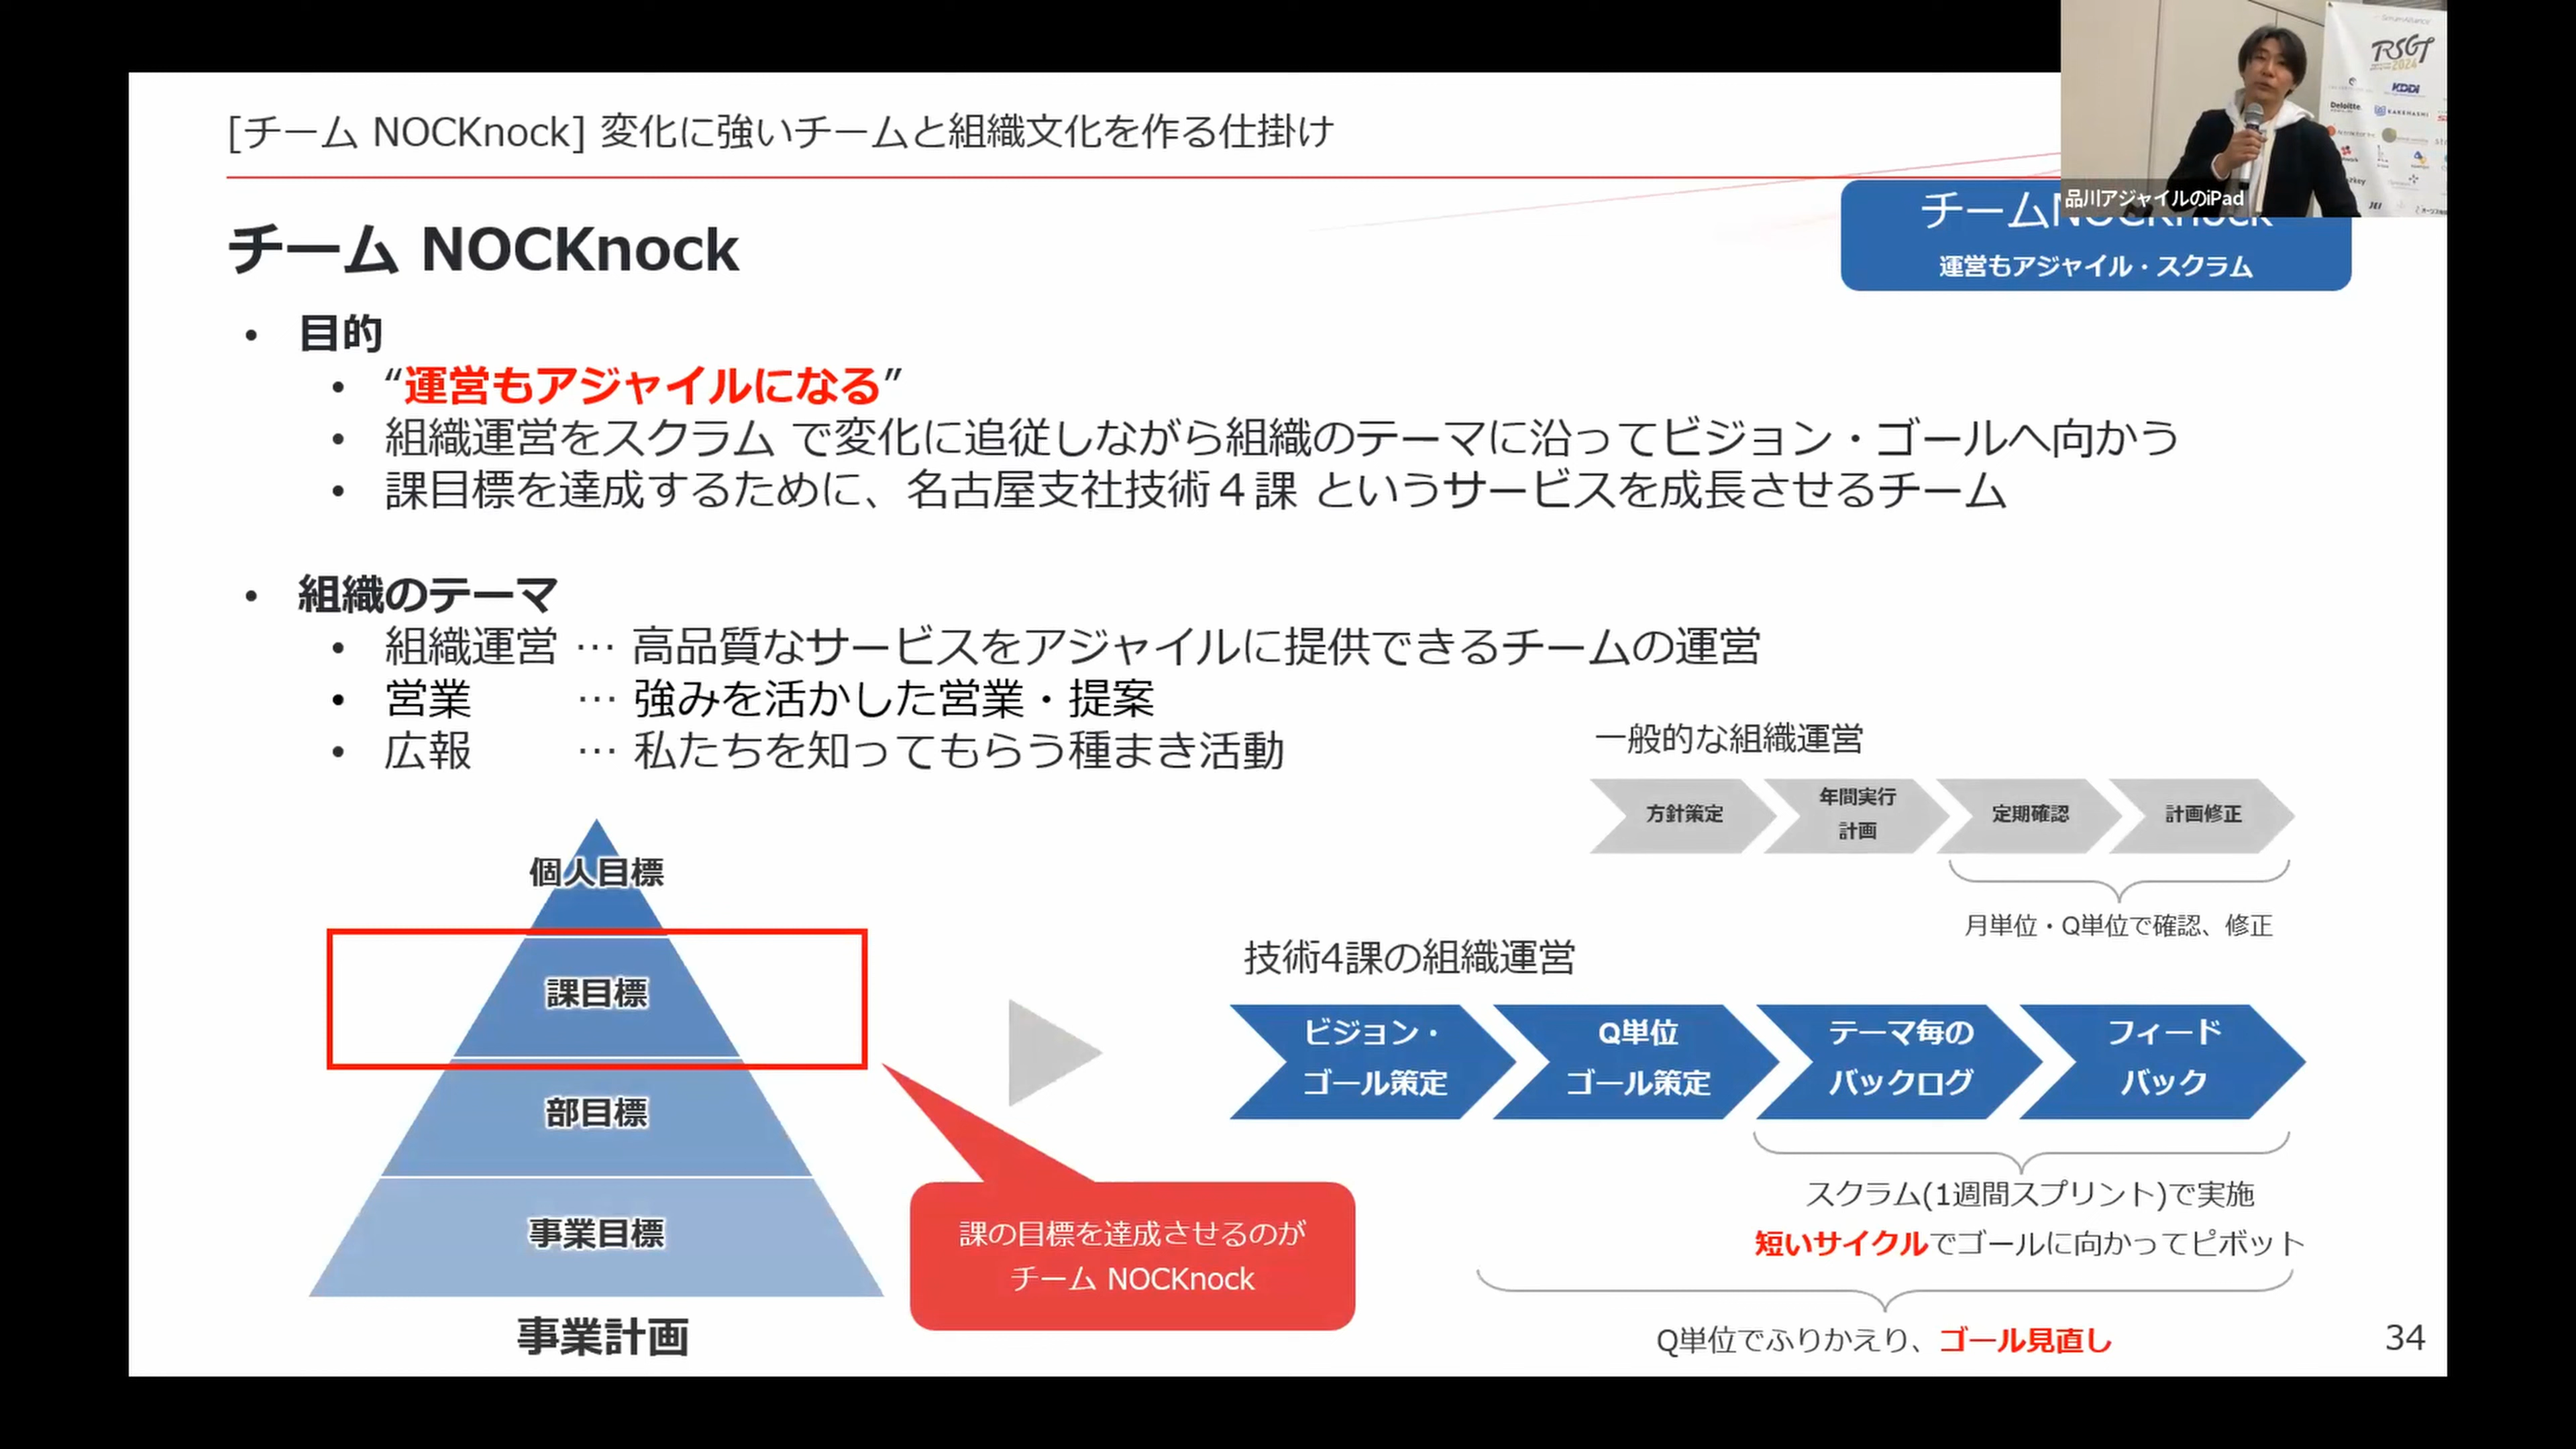 [チーム NOCKnock] 変化に強いチームと組織文化を作る仕掛け
RSGT
2024
KDDI
Deloitte
KAKEHASHI
品川アジャイルのiPad
チームNOCKnock
運営もアジャイル・スクラム
チーム NOCKnock
• 目的
• “運営もアジャイルになる”
• 組織運営をスクラム で変化に追従しながら組織のテーマに沿ってビジョン・ゴールへ向かう
• 課目標を達成するために、名古屋支社技術４課 というサービスを成長させるチーム
• 組織のテーマ
• 組織運営 … 高品質なサービスをアジャイルに提供できるチームの運営
• 営業 … 強みを活かした営業・提案
• 広報 … 私たちを知ってもらう種まき活動
一般的な組織運営
方針策定
年間実行
計画
定期確認
計画修正
月単位・Q単位で確認、修正
個人目標
課目標
部目標
事業目標
事業計画
課の目標を達成させるのが
チーム NOCKnock
技術4課の組織運営
ビジョン・
ゴール策定
Q単位
ゴール策定
テーマ毎の
バックログ
フィード
バック
スクラム(1週間スプリント)で実施
短いサイクルでゴールに向かってピボット
Q単位でふりかえり、ゴール見直し
34